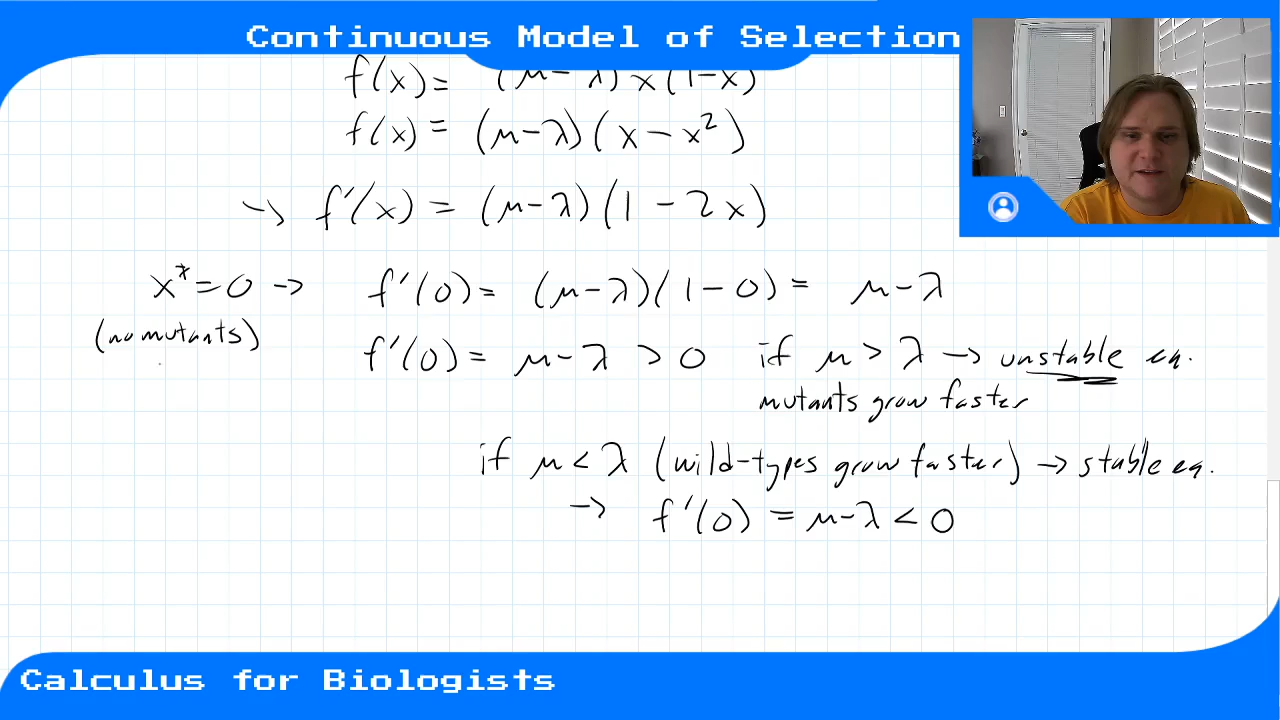 Continuous Model of Selection
f(x) = (μ-λ)x(1-x)
f(x) = (μ-λ)(x-x²)
→ f'(x) = (μ-λ)(1-2x)
x*=0 → f'(0) = (μ-λ)(1-0) = μ-λ
(no mutants)
f'(0) = μ-λ > 0 if μ > λ → unstable eq.
mutants grow faster
if μ < λ (wild-types grow faster) → stable eq.
→ f'(0) = μ-λ < 0
Calculus for Biologists